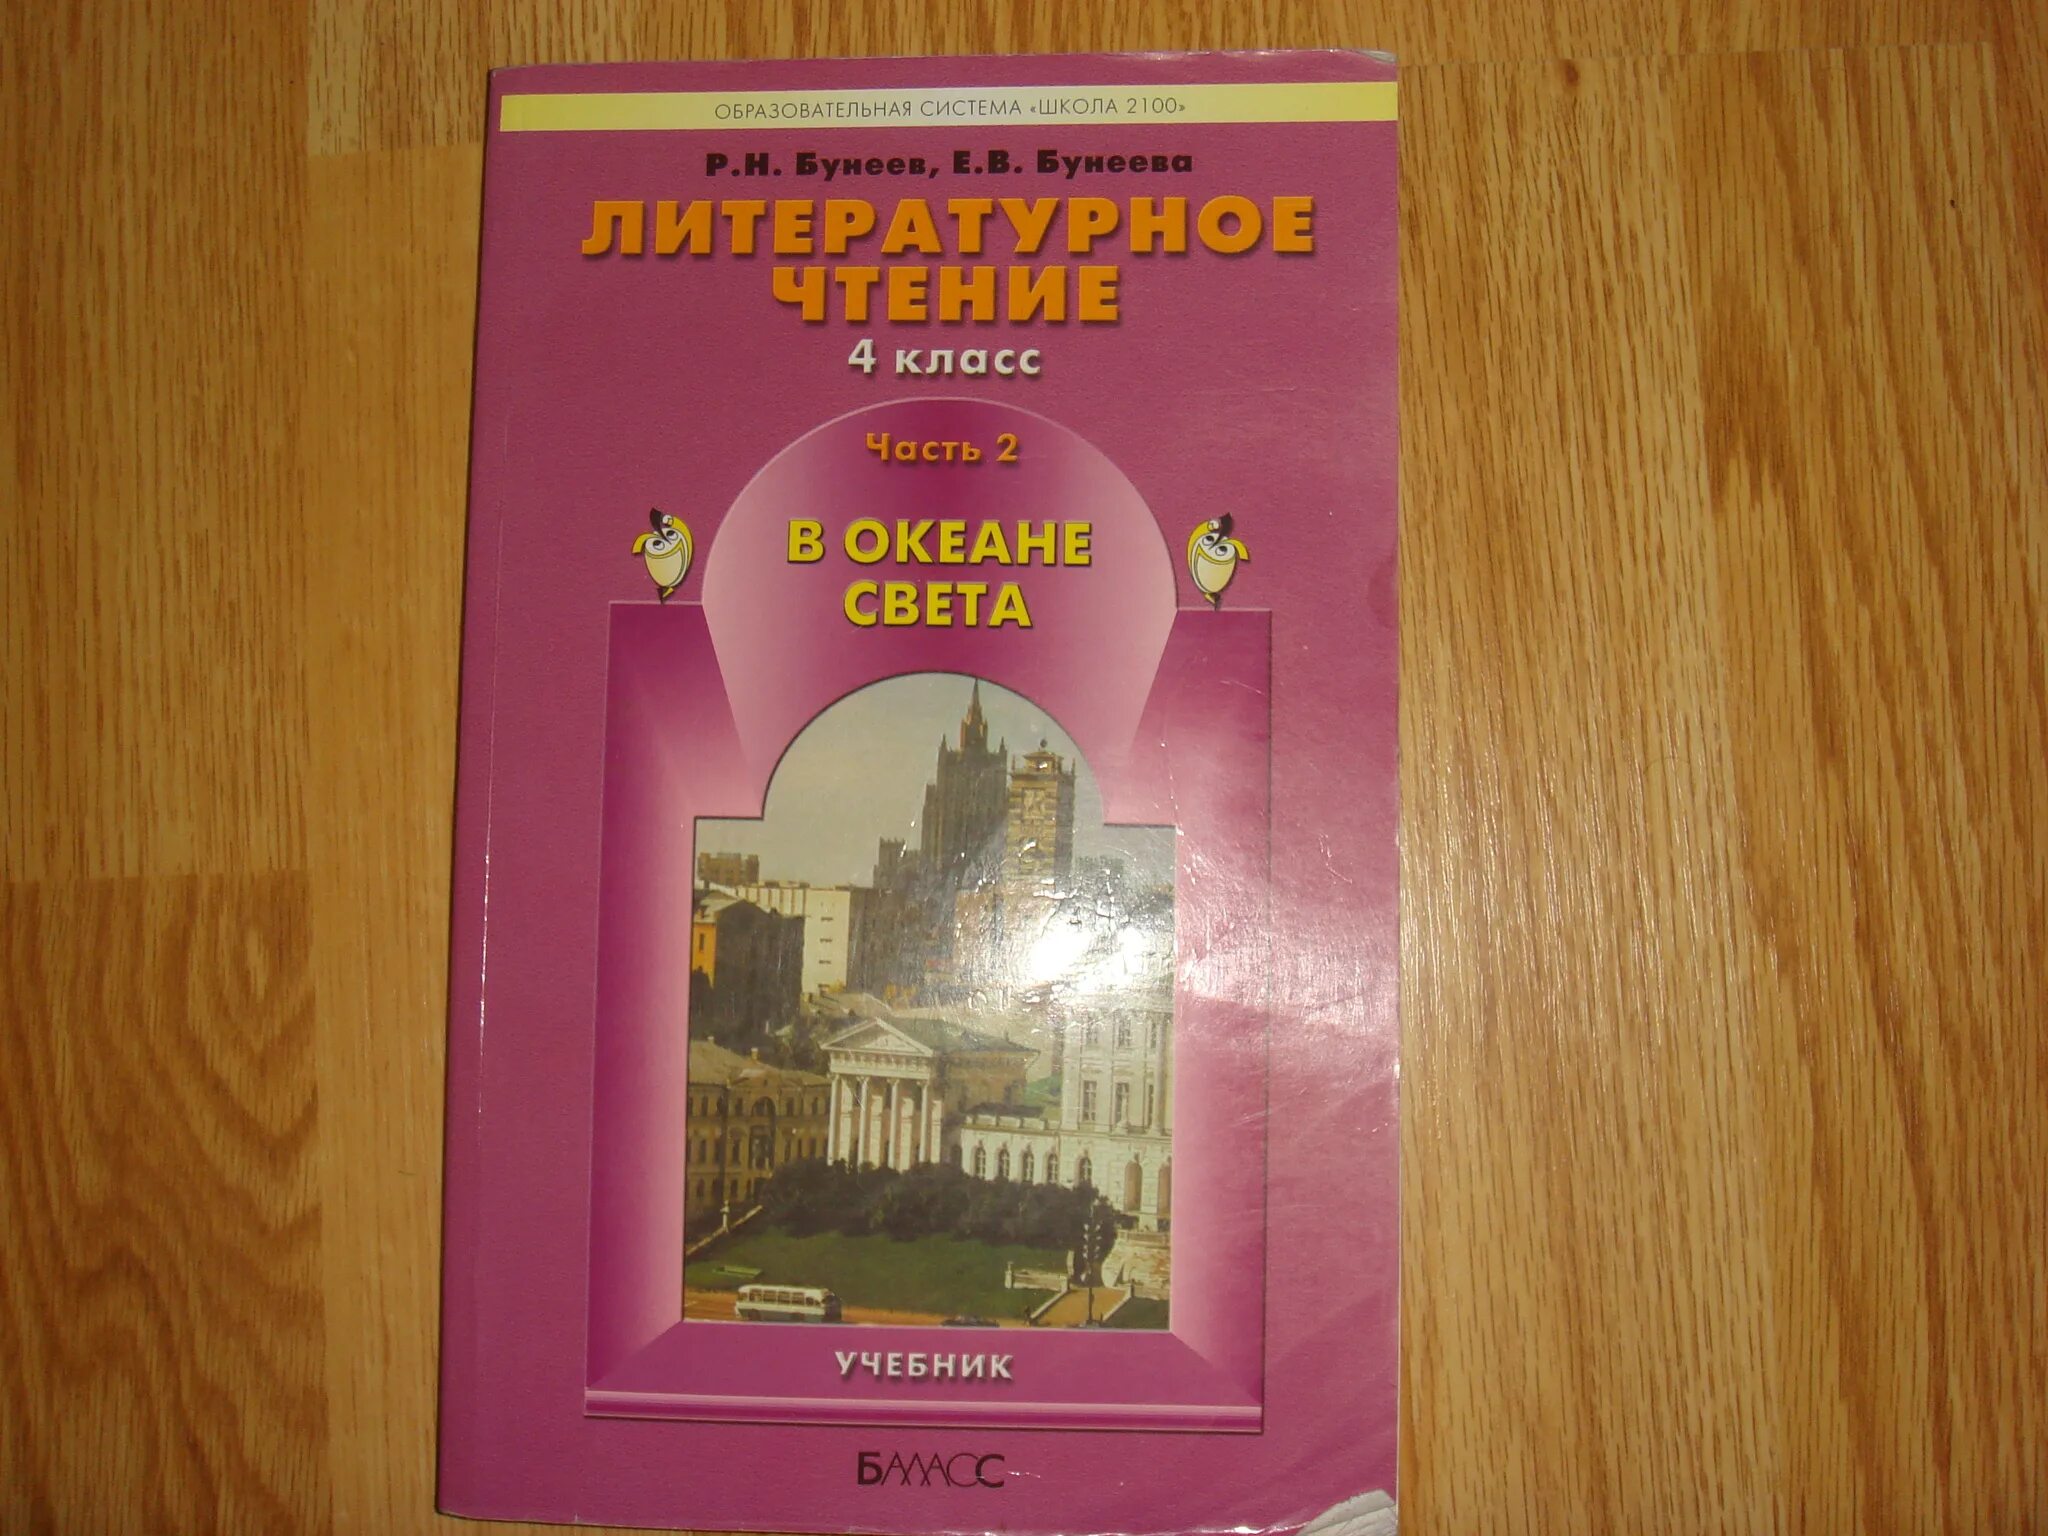 ОБРАЗОВАТЕЛЬНАЯ СИСТЕМА «ШКОЛА 2100»
Р.Н. Бунеев, Е.В. Бунеева
ЛИТЕРАТУРНОЕ
ЧТЕНИЕ
4 класс
Часть 2
В ОКЕАНЕ
СВЕТА
УЧЕБНИК
БАЛАСС